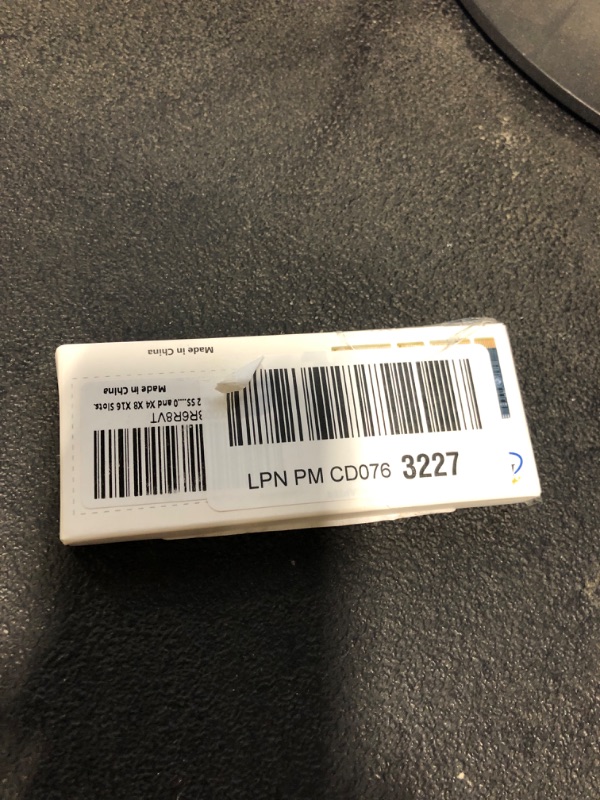 Made in China
LPN PM CD076 3227
3R6R8VT
2 SS....0 and X4 X8 X16 Slots.
Made in China